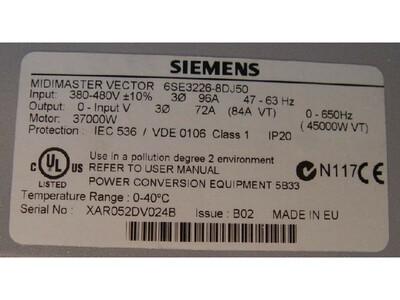 SIEMENS
MIDIMASTER VECTOR 6SE3226-8DJ50
Input: 380-480V ±10% 3Ø 96A 47 - 63 Hz
Output: 0 - Input V 3Ø 72A (84A VT) 0 - 650Hz
Motor: 37000W (45000W VT)
Protection : IEC 536 / VDE 0106 Class 1 IP20
C UL US LISTED
Use in pollution degree 2 environment
REFER TO USER MANUAL
POWER CONVERSION EQUIPMENT 5B33
N117 CE
Temperature Range : 0-40°C
Serial No : XAR052DV024B Issue : B02 MADE IN EU